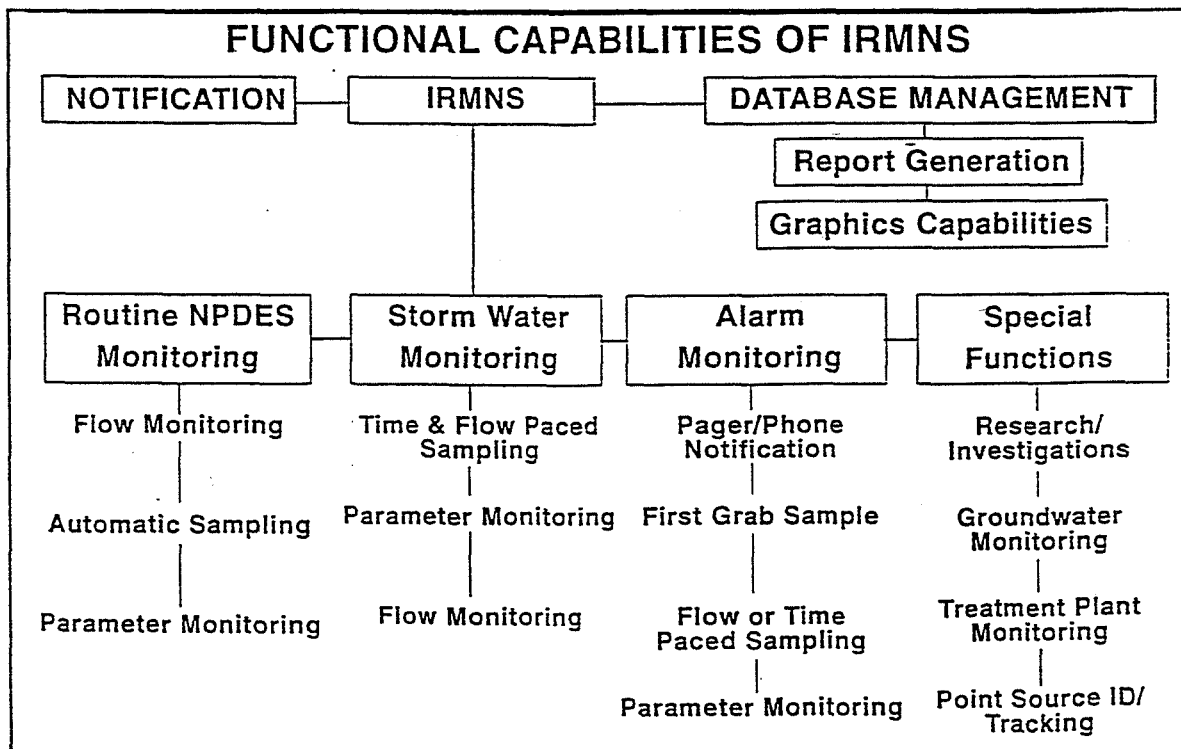 FUNCTIONAL CAPABILITIES OF IRMNS
NOTIFICATION
IRMNS
DATABASE MANAGEMENT
Report Generation
Graphics Capabilities
Routine NPDES
Monitoring
Storm Water
Monitoring
Alarm
Monitoring
Special
Functions
Flow Monitoring
Automatic Sampling
Parameter Monitoring
Time & Flow Paced
Sampling
Parameter Monitoring
Flow Monitoring
Pager/Phone
Notification
First Grab Sample
Flow or Time
Paced Sampling
Parameter Monitoring
Research/
Investigations
Groundwater
Monitoring
Treatment Plant
Monitoring
Point Source ID/
Tracking